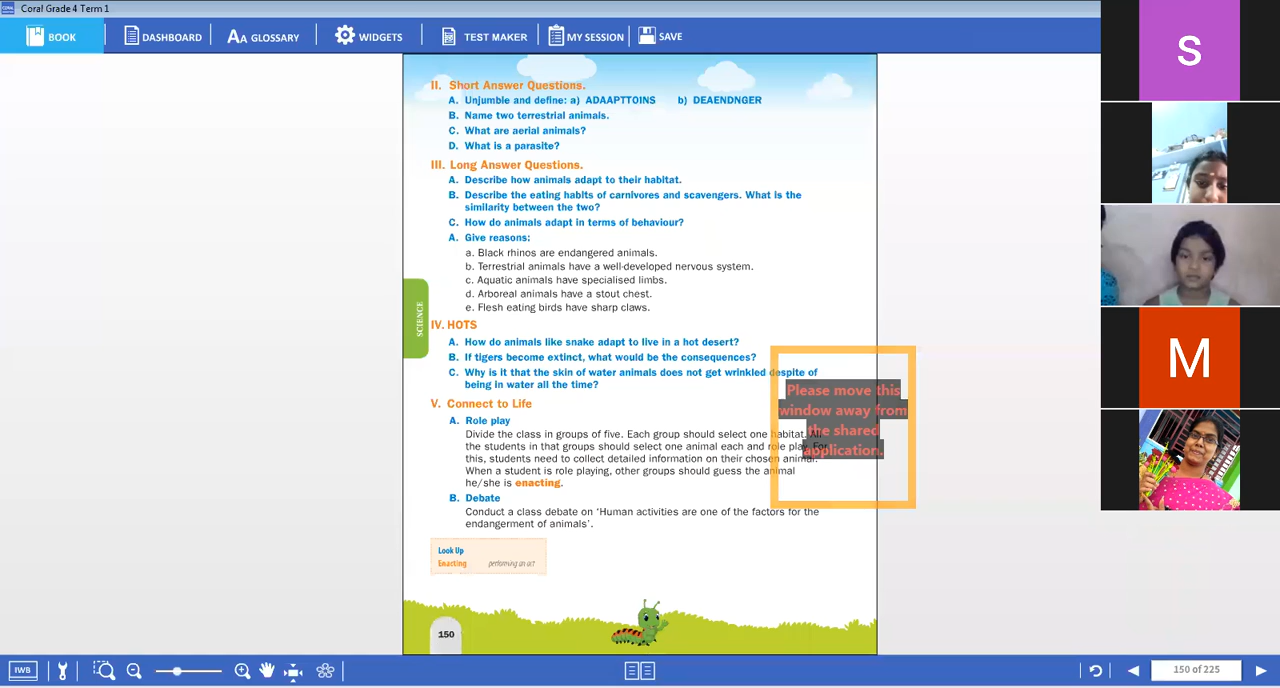 Coral Grade 4 Term 1
BOOK
DASHBOARD
AA GLOSSARY
WIDGETS
TEST MAKER
MY SESSION
SAVE
II. Short Answer Questions.
A. Unjumble and define: a) ADAAPTTOINS b) DEAENDNGER
B. Name two terrestrial animals.
C. What are aerial animals?
D. What is a parasite?
III. Long Answer Questions.
A. Describe how animals adapt to their habitat.
B. Describe the eating habits of carnivores and scavengers. What is the
similarity between the two?
C. How do animals adapt in terms of behaviour?
A. Give reasons:
a. Black rhinos are endangered animals.
b. Terrestrial animals have a well-developed nervous system.
c. Aquatic animals have specialised limbs.
d. Arboreal animals have a stout chest.
e. Flesh eating birds have sharp claws.
SCIENCE
IV. HOTS
A. How do animals like snake adapt to live in a hot desert?
B. If tigers become extinct, what would be the consequences?
C. Why is it that the skin of water animals does not get wrinkled despite of
being in water all the time?
V. Connect to Life
A. Role play
Divide the class in groups of five. Each group should select one habitat. All
the students in that groups should select one animal each and role play. For
this, students need to collect detailed information on their chosen animal.
When a student is role playing, other groups should guess the animal
he/she is enacting.
B. Debate
Conduct a class debate on 'Human activities are one of the factors for the
endangerment of animals'.
Please move this
window away from
the shared
application.
Look Up
Enacting performing an act
150
S
M
IWB
150 of 225